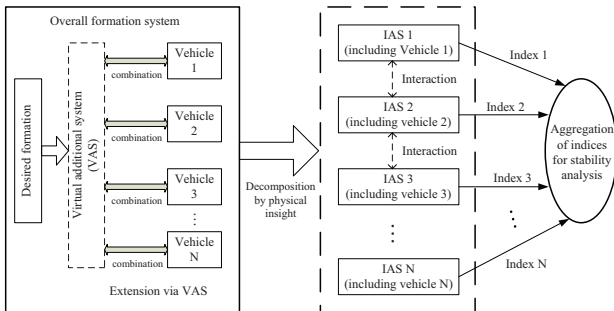 Overall formation system
Desired formation
Virtual additional system
(VAS)
combination
Vehicle
1
combination
Vehicle
2
combination
Vehicle
3
...
combination
Vehicle
N
Extension via VAS
Decomposition
by physical
insight
IAS 1
(including Vehicle 1)
Interaction
IAS 2
(including vehicle 2)
Interaction
IAS 3
(including vehicle 3)
...
IAS N
(including vehicle N)
Index 1
Index 2
Index 3
...
Index N
Aggregation
of indices
for stability
analysis